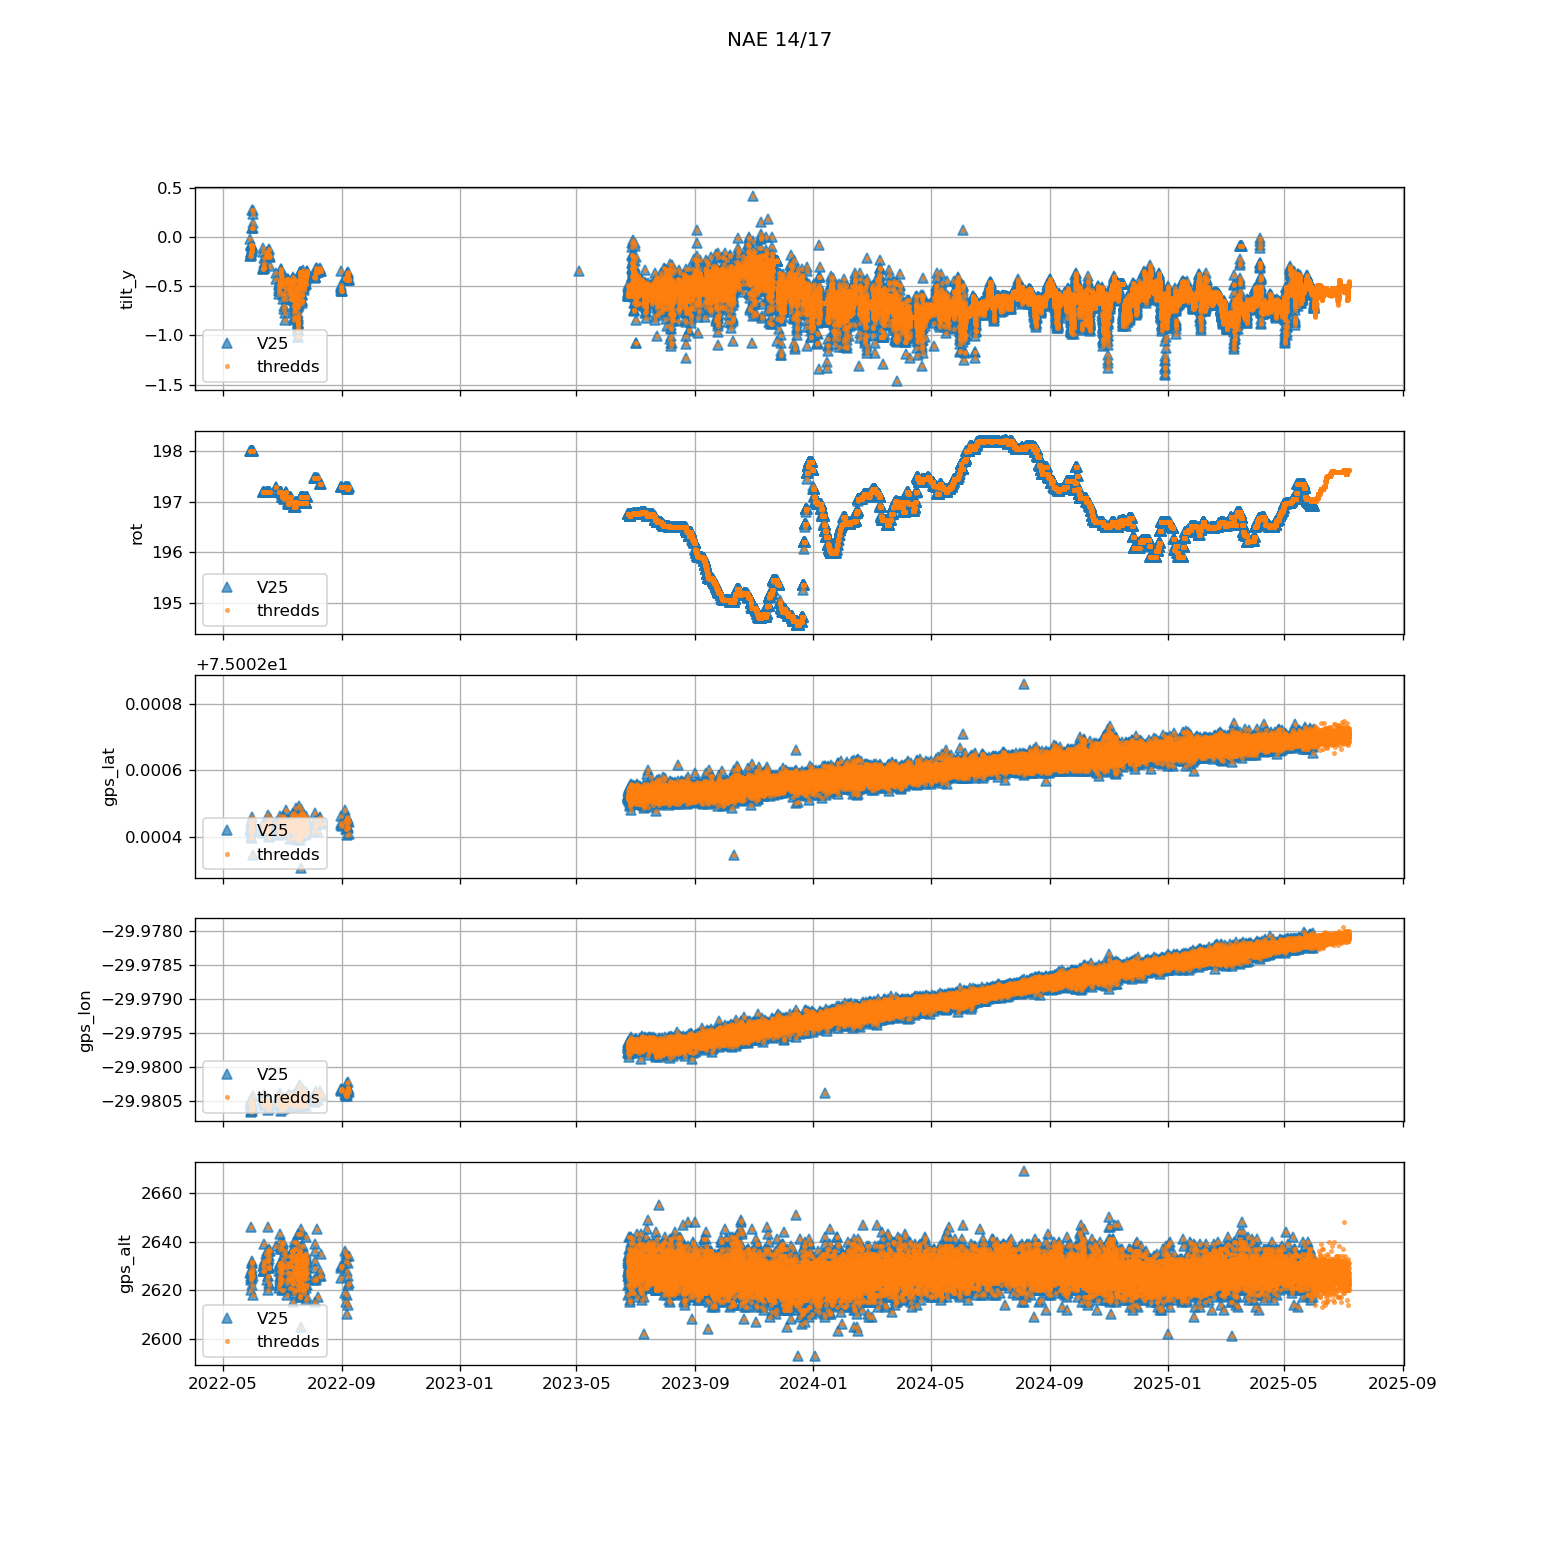 NAE 14/17
0.5
0.0
−0.5
−1.0
−1.5
tilt_y
V25
thredds
198
197
196
195
rot
V25
thredds
+7.5002e1
0.0008
0.0006
0.0004
gps_lat
V25
thredds
−29.9780
−29.9785
−29.9790
−29.9795
−29.9800
−29.9805
gps_lon
V25
thredds
2660
2640
2620
2600
gps_alt
V25
thredds
2022-05 2022-09 2023-01 2023-05 2023-09 2024-01 2024-05 2024-09 2025-01 2025-05 2025-09